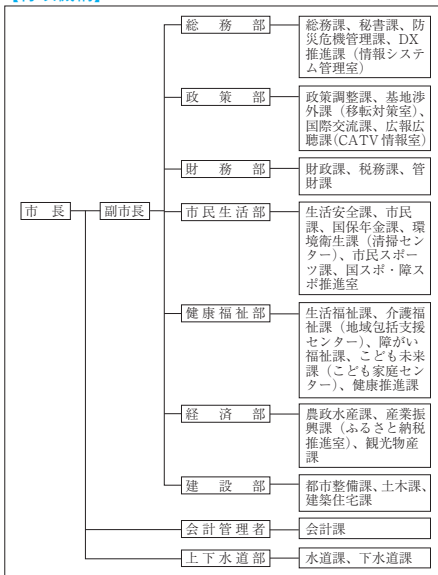 総務部
総務課、秘書課、防
災危機管理課、DX
推進課（情報システ
ム管理室）
政策部
政策調整課、基地渉
外課（移転対策室）、
国際交流課、広報広
聴課(CATV情報室)
財務部
財政課、税務課、管
財課
市長
副市長
市民生活部
生活安全課、市民
課、国保年金課、環
境衛生課（清掃セン
ター）、市民スポー
ツ課、国スポ・障ス
ポ推進室
健康福祉部
生活福祉課、介護福
祉課（地域包括支援
センター）、障がい
福祉課、こども未来
課（こども家庭セン
ター）、健康推進課
経済部
農政水産課、産業振
興課（ふるさと納税
推進室）、観光物産
課
建設部
都市整備課、土木課、
建築住宅課
会計管理者
会計課
上下水道部
水道課、下水道課